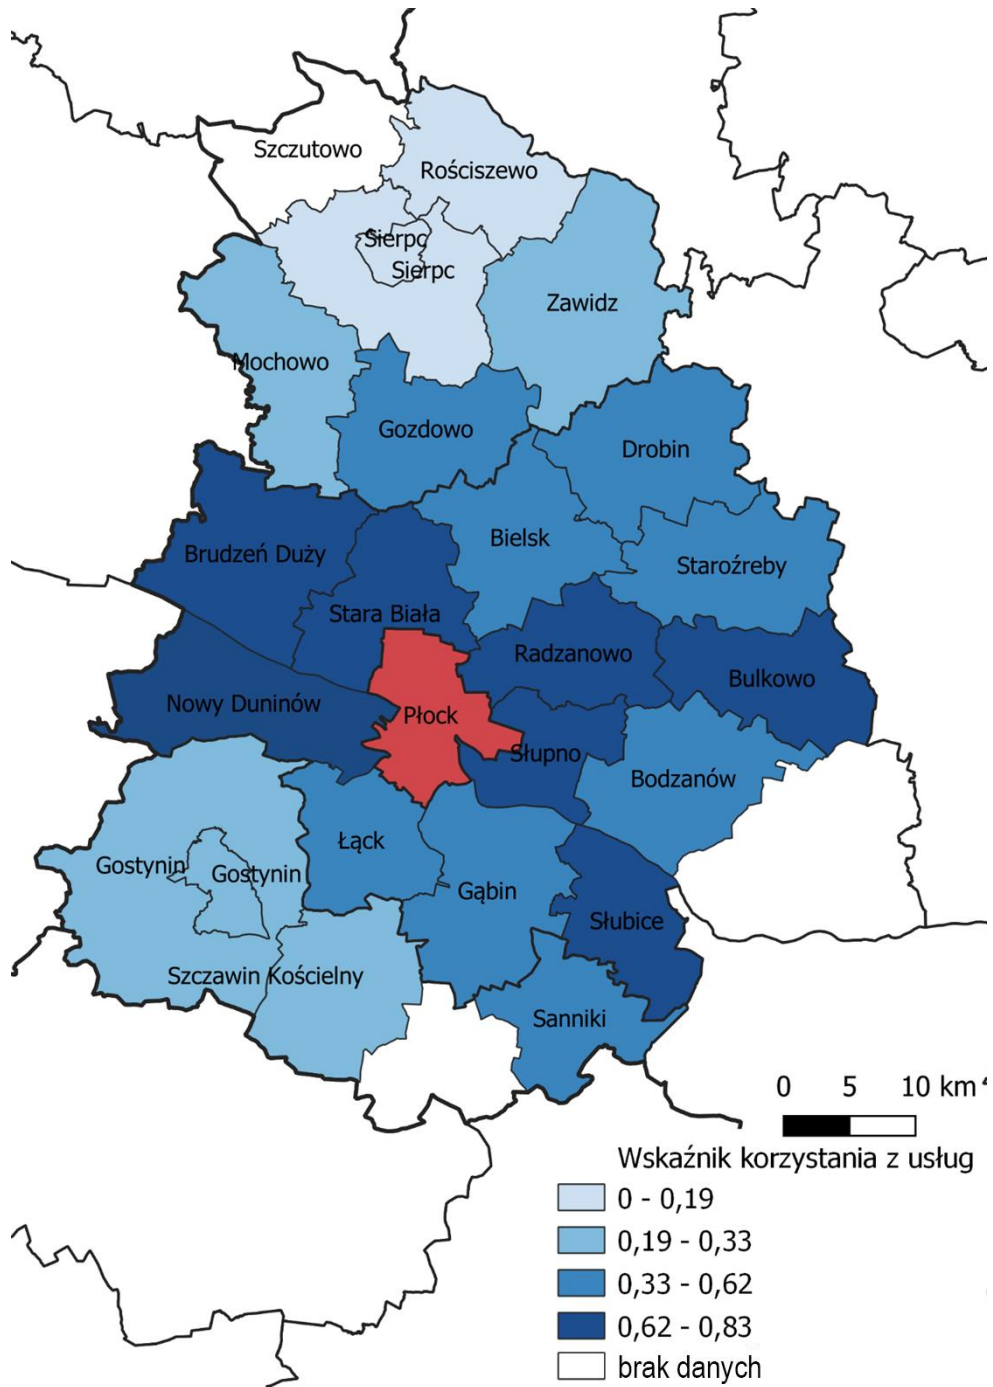 Szczutowo
Rościszewo
Sierpc
Sierpc
Zawidz
Mochowo
Gozdowo
Drobin
Bielsk
Brudzeń Duży
Staroźreby
Stara Biała
Radzanowo
Bulkowo
Nowy Duninów
Płock
Słupno
Bodzanów
Łąck
Gostynin
Gostynin
Gąbin
Słubice
Szczawin Kościelny
Sanniki
0 5 10 km
Wskaźnik korzystania z usług
0 - 0,19
0,19 - 0,33
0,33 - 0,62
0,62 - 0,83
brak danych